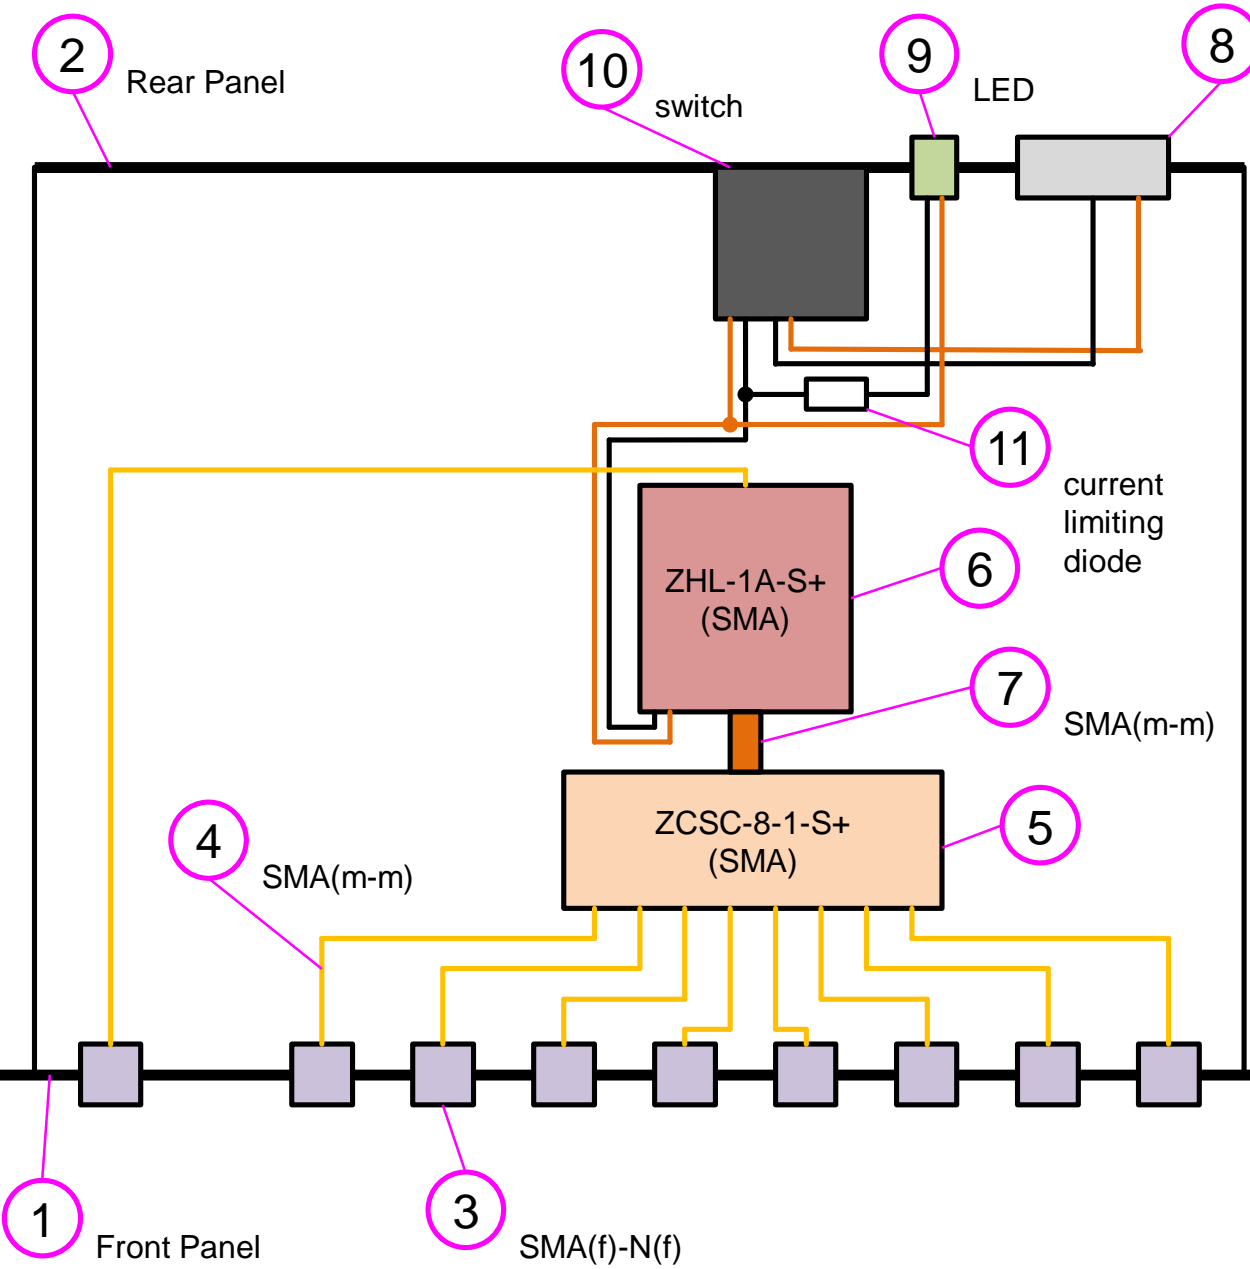 2
Rear Panel
10
switch
9
LED
8
11
current
limiting
diode
ZHL-1A-S+
(SMA)
6
7
SMA(m-m)
ZCSC-8-1-S+
(SMA)
5
4
SMA(m-m)
1
Front Panel
3
SMA(f)-N(f)